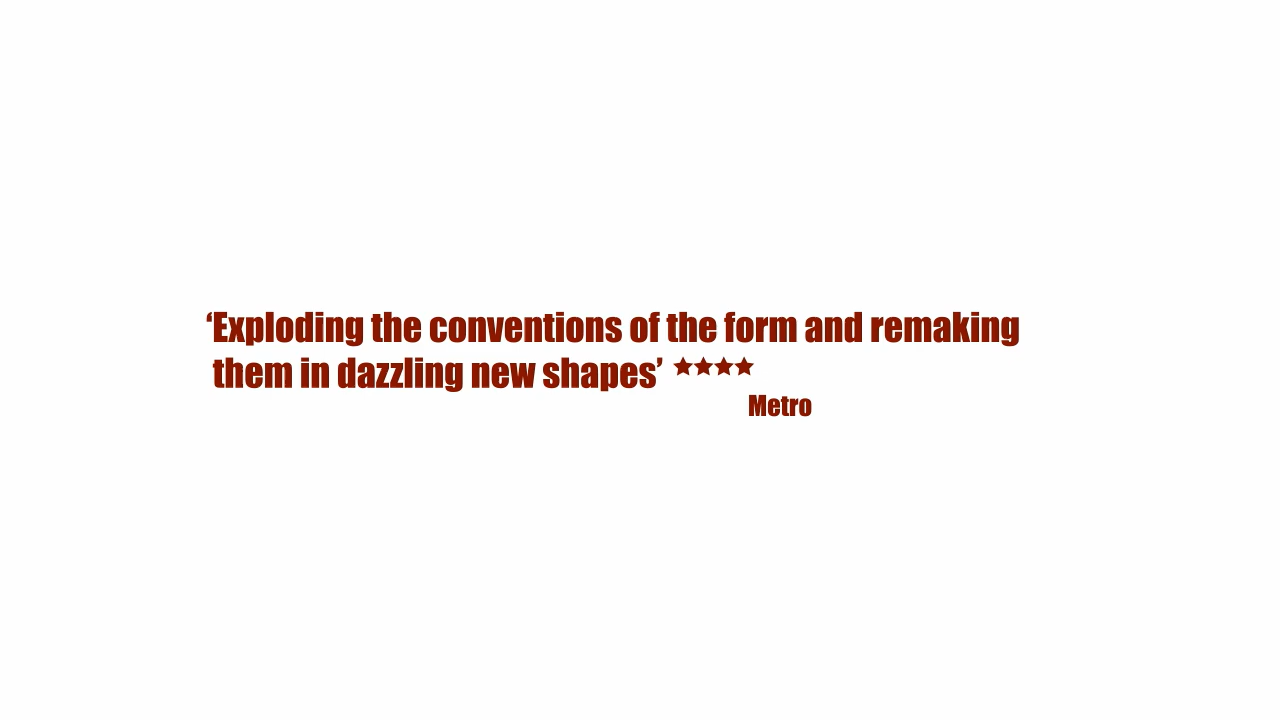 ‘Exploding the conventions of the form and remaking
them in dazzling new shapes’ ★★★★
Metro